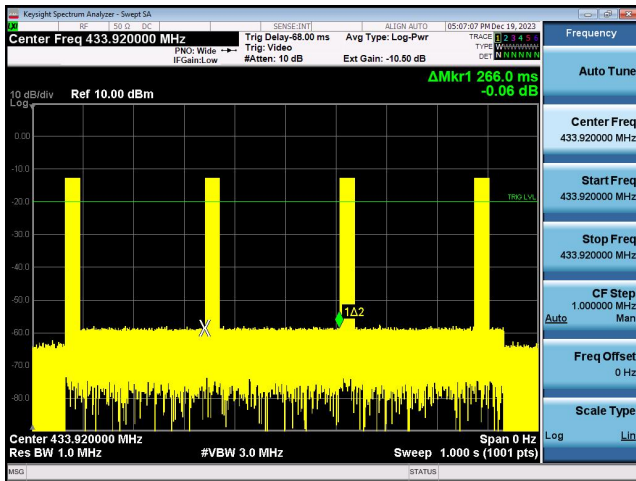 Keysight Spectrum Analyzer - Swept SA
RF 50 Ω DC SENSE:INT ALIGN AUTO 05:07:07 PM Dec 19, 2023
Center Freq 433.920000 MHz
PNO: Wide
IFGain:Low
Trig Delay-68.00 ms
Trig: Video
#Atten: 10 dB
Avg Type: Log-Pwr
Ext Gain: -10.50 dB
TRACE 1 2 3 4 5 6
TYPE WWWWWW
DET N N N N N N
ΔMkr1 266.0 ms
-0.06 dB
10 dB/div Ref 10.00 dBm
Log
0.00
-10.0
-20.0
TRIG LVL
-30.0
-40.0
-50.0
1Δ2
-60.0
-70.0
-80.0
Center 433.920000 MHz Span 0 Hz
Res BW 1.0 MHz #VBW 3.0 MHz Sweep 1.000 s (1001 pts)
MSG STATUS
Frequency
Auto Tune
Center Freq
433.920000 MHz
Start Freq
433.920000 MHz
Stop Freq
433.920000 MHz
CF Step
1.000000 MHz
Auto Man
Freq Offset
0 Hz
Scale Type
Log Lin